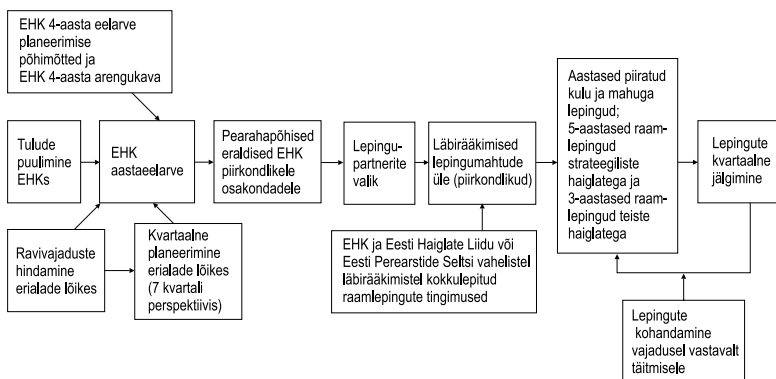 EHK 4-aasta eelarve
planeerimise
põhimõtted ja
EHK 4-aasta arengukava
Tulude
puulimine
EHKs
EHK
aastaeelarve
Pearahapõhised
eraldised EHK
piirkondlikele
osakondadele
Lepingu-
partnerite
valik
Läbirääkimised
lepingumahtude
üle (piirkondlikud)
Aastased piiratud
kulu ja mahuga
lepingud;
5-aastased raam-
lepingud
strateegiliste
haiglatega ja
3-aastased raam-
lepingud teiste
haiglatega
Lepingute
kvartaalne
jälgimine
Ravivajaduste
hindamine
erialade lõikes
Kvartaalne
planeerimine
erialade lõikes
(7 kvartali
perspektiivis)
EHK ja Eesti Haiglate Liidu või
Eesti Perearstide Seltsi vahelistel
läbirääkimistel kokkulepitud
raamlepingute tingimused
Lepingute
kohandamine
vajadusel vastavalt
täitmisele